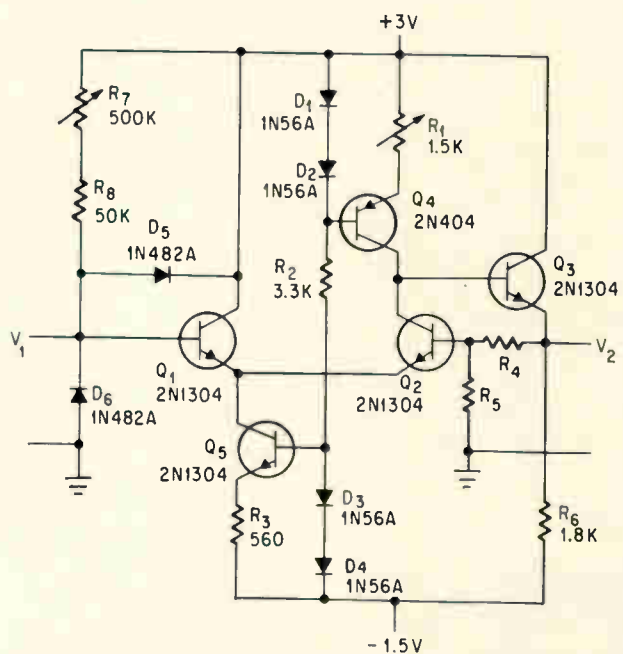 +3V
R7
500K
D1
1N56A
R1
1.5K
D2
1N56A
R8
50K
Q4
2N404
D5
1N482A
R2
3.3K
Q3
2N1304
V1
V2
R4
Q1
2N1304
Q2
2N1304
R5
D6
1N482A
Q5
2N1304
R3
560
D3
1N56A
R6
1.8K
D4
1N56A
-1.5V